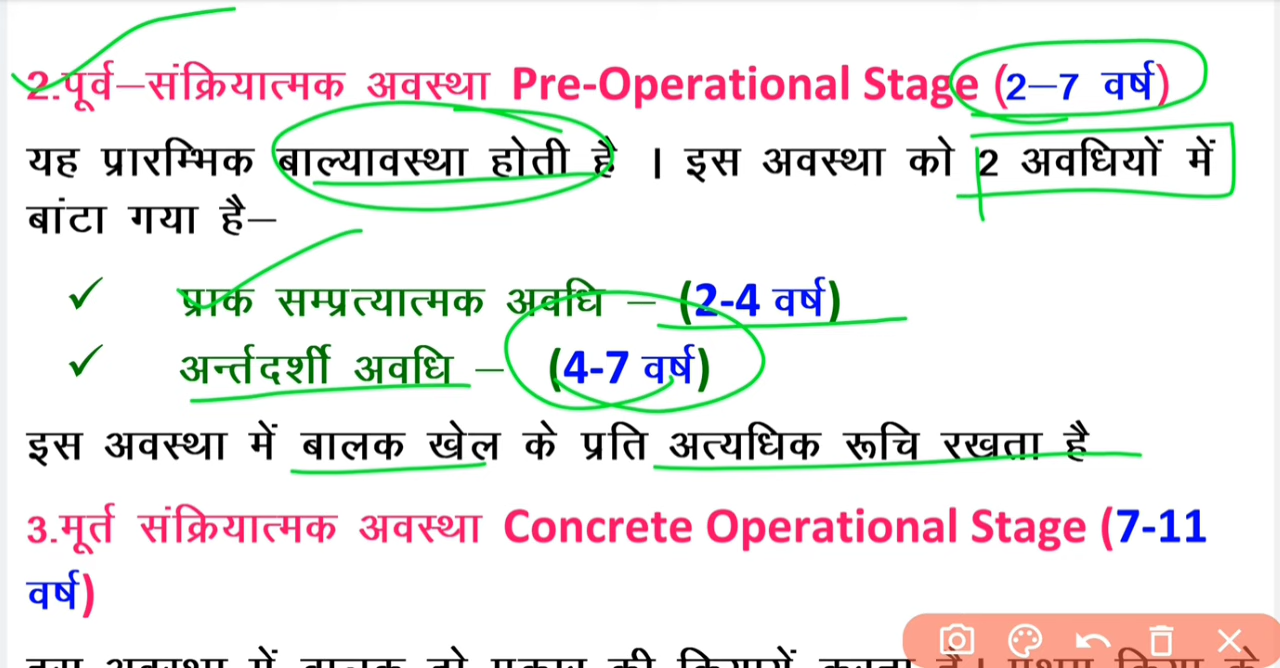 2.पूर्व–संक्रियात्मक अवस्था Pre-Operational Stage (2–7 वर्ष)
यह प्रारम्भिक बाल्यावस्था होती है । इस अवस्था को 2 अवधियों में
बांटा गया है–
✓ प्राक सम्प्रत्यात्मक अवधि – (2-4 वर्ष)
✓ अर्न्तदर्शी अवधि – (4-7 वर्ष)
इस अवस्था में बालक खेल के प्रति अत्यधिक रूचि रखता है
3.मूर्त संक्रियात्मक अवस्था Concrete Operational Stage (7-11
वर्ष)